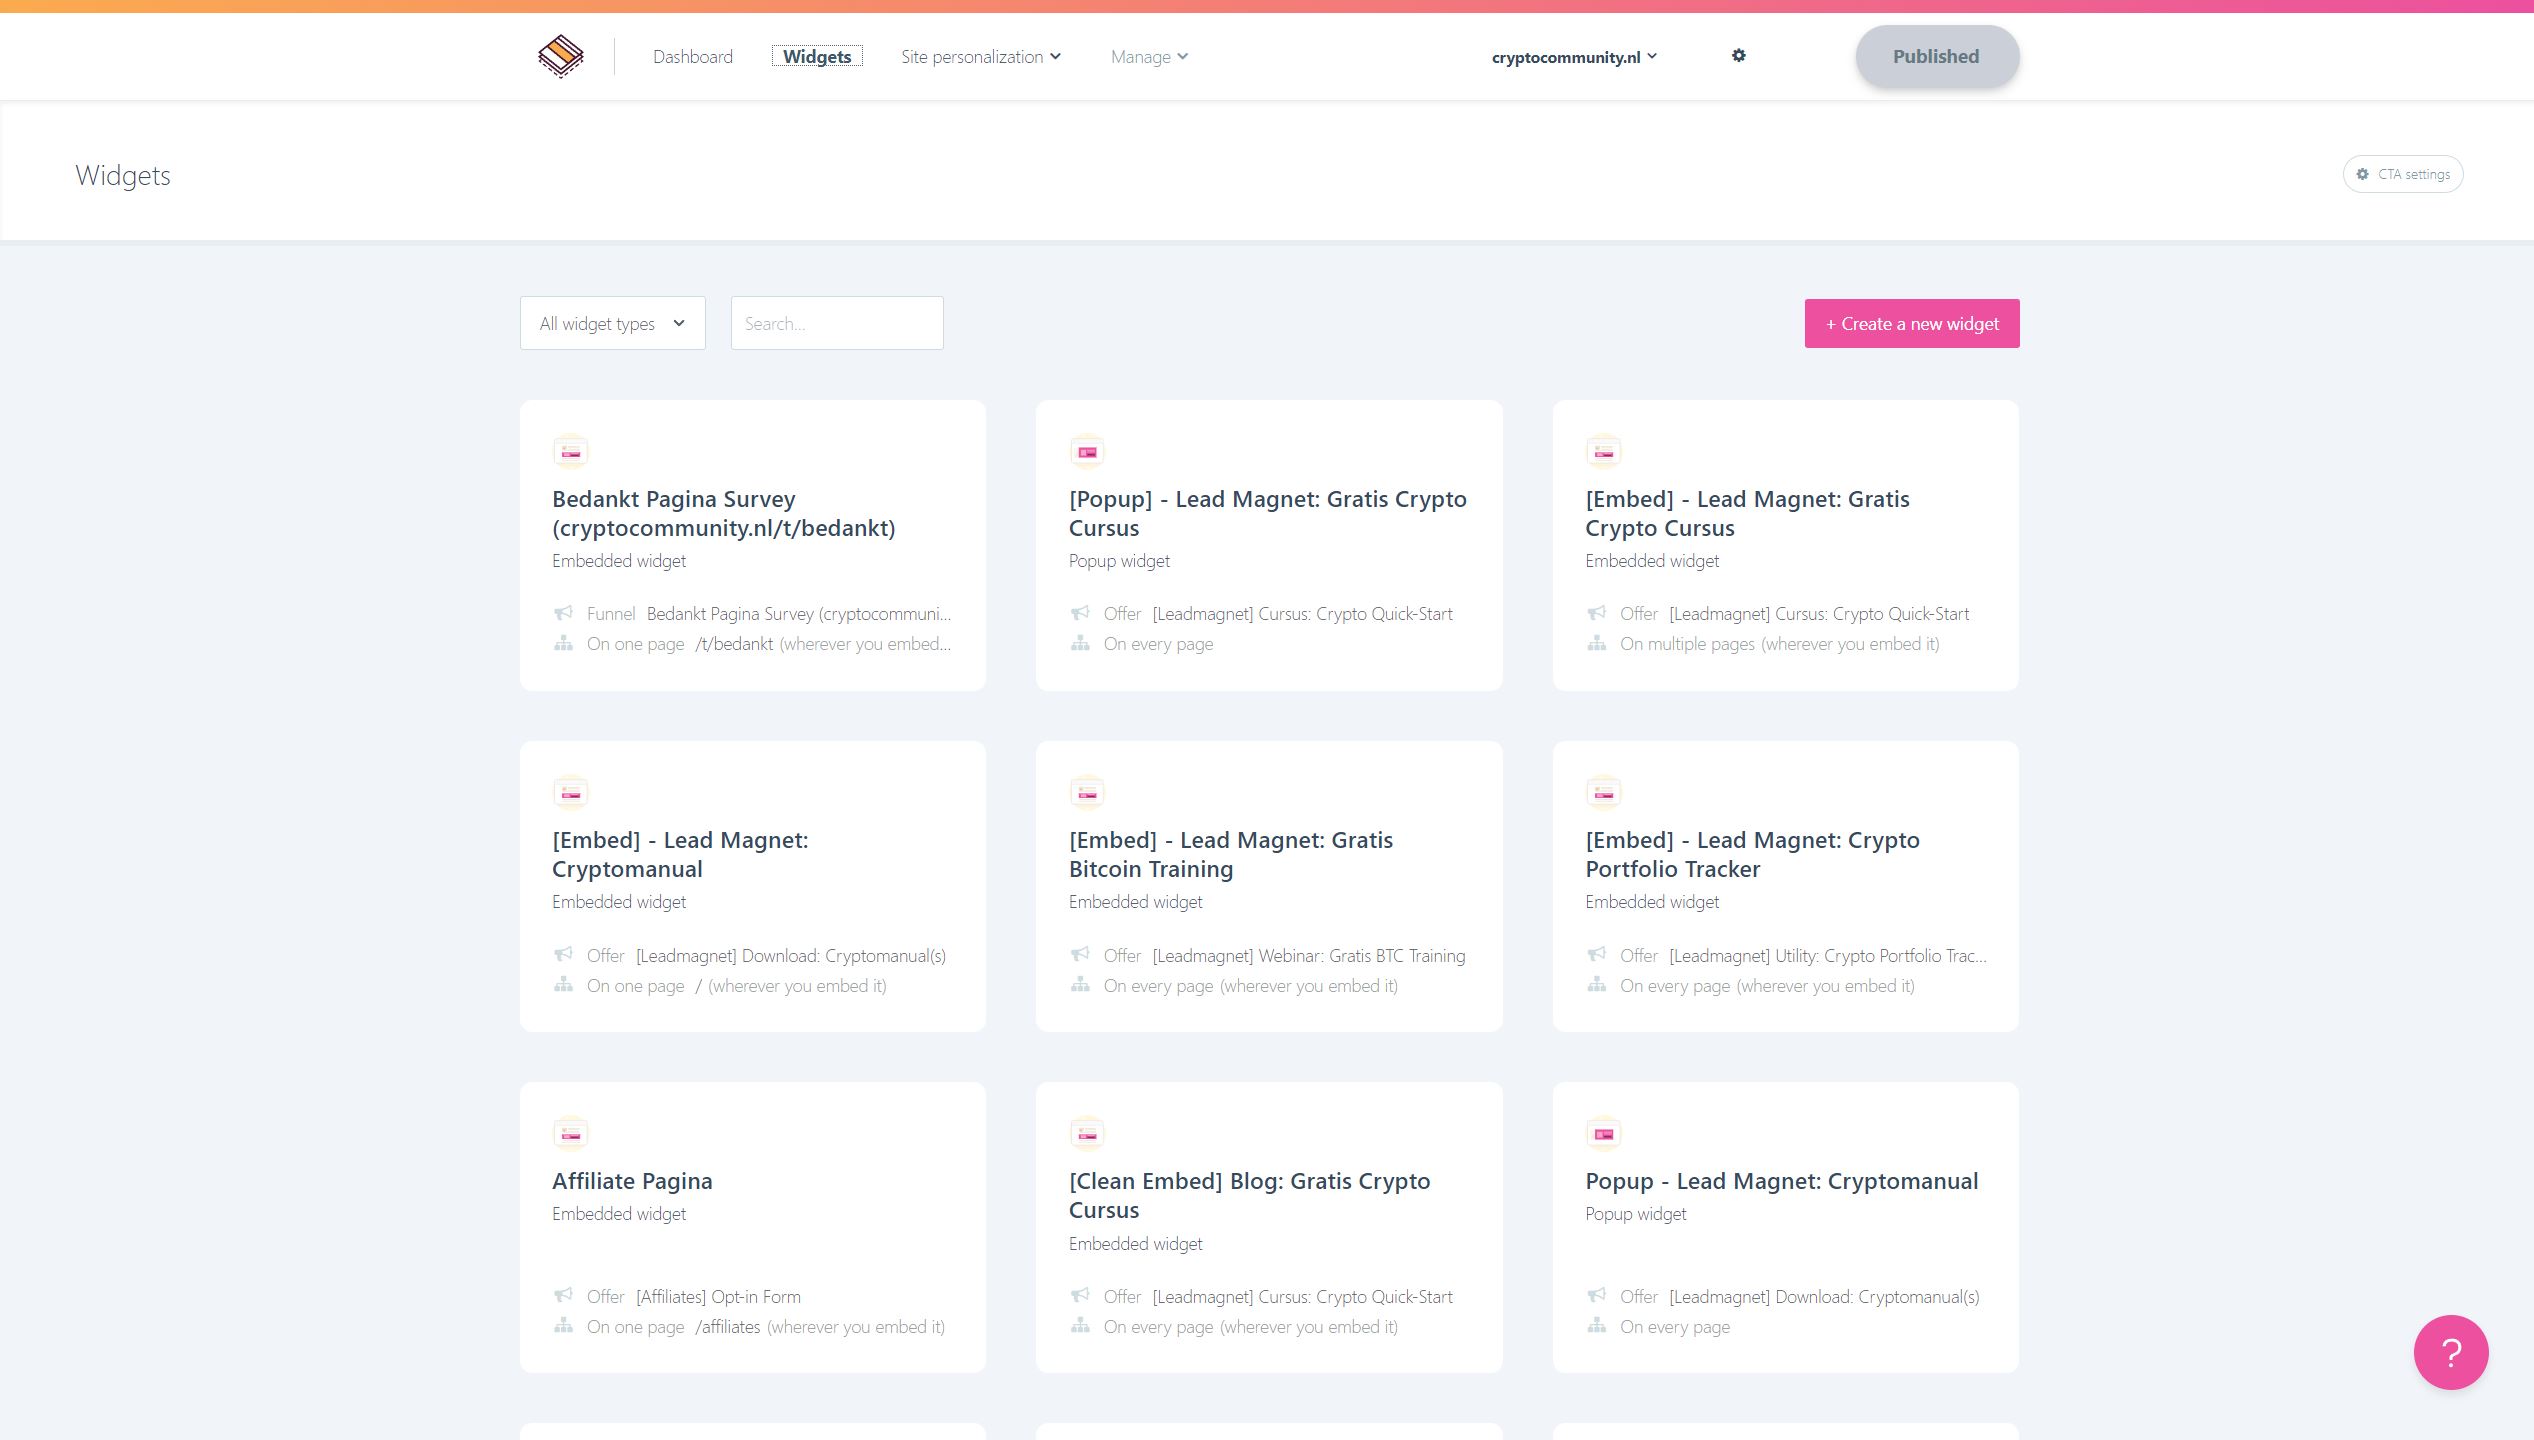 Dashboard
Widgets
Site personalization
Manage
cryptocommunity.nl
Published
Widgets
CTA settings
All widget types
Search...
+ Create a new widget
Bedankt Pagina Survey
(cryptocommunity.nl/t/bedankt)
Embedded widget
Funnel Bedankt Pagina Survey (cryptocommuni...
On one page /t/bedankt (wherever you embed...
[Popup] - Lead Magnet: Gratis Crypto
Cursus
Popup widget
Offer [Leadmagnet] Cursus: Crypto Quick-Start
On every page
[Embed] - Lead Magnet: Gratis
Crypto Cursus
Embedded widget
Offer [Leadmagnet] Cursus: Crypto Quick-Start
On multiple pages (wherever you embed it)
[Embed] - Lead Magnet:
Cryptomanual
Embedded widget
Offer [Leadmagnet] Download: Cryptomanual(s)
On one page / (wherever you embed it)
[Embed] - Lead Magnet: Gratis
Bitcoin Training
Embedded widget
Offer [Leadmagnet] Webinar: Gratis BTC Training
On every page (wherever you embed it)
[Embed] - Lead Magnet: Crypto
Portfolio Tracker
Embedded widget
Offer [Leadmagnet] Utility: Crypto Portfolio Trac...
On every page (wherever you embed it)
Affiliate Pagina
Embedded widget
Offer [Affiliates] Opt-in Form
On one page /affiliates (wherever you embed it)
[Clean Embed] Blog: Gratis Crypto
Cursus
Embedded widget
Offer [Leadmagnet] Cursus: Crypto Quick-Start
On every page (wherever you embed it)
Popup - Lead Magnet: Cryptomanual
Popup widget
Offer [Leadmagnet] Download: Cryptomanual(s)
On every page
?